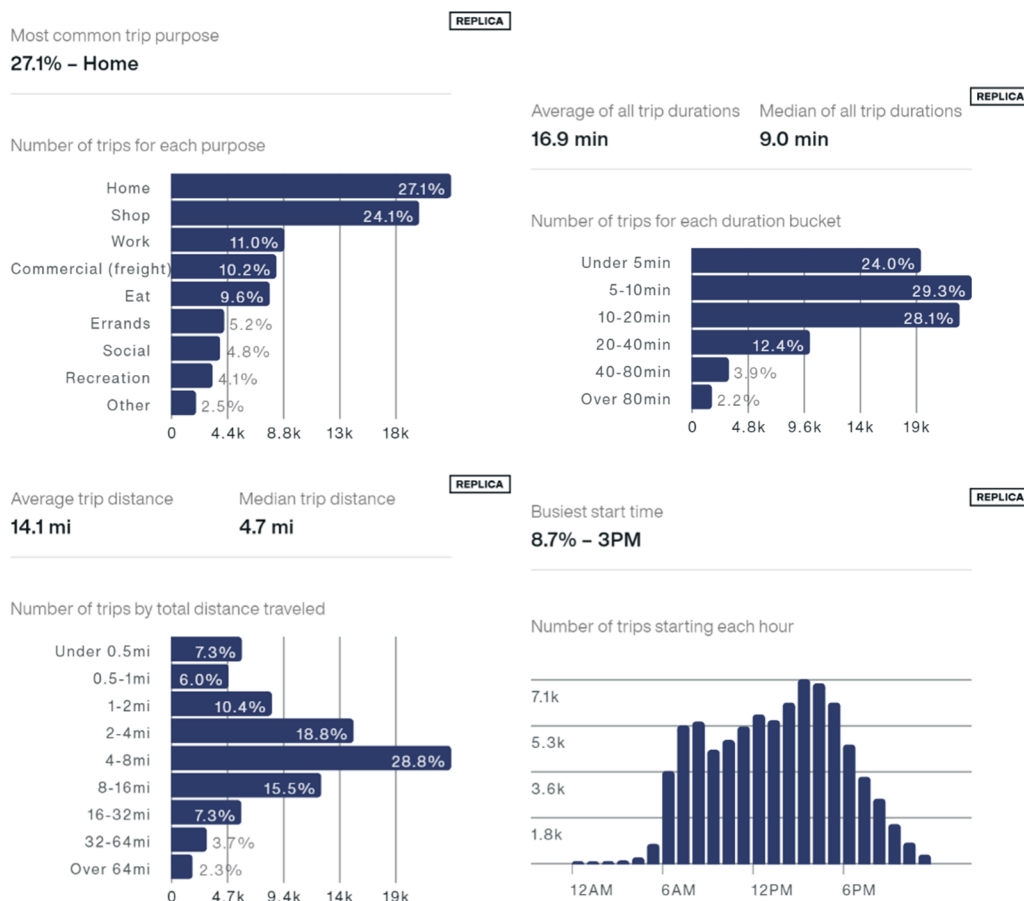 REPLICA
Most common trip purpose
27.1% – Home
Number of trips for each purpose
Home 27.1%
Shop 24.1%
Work 11.0%
Commercial (freight) 10.2%
Eat 9.6%
Errands 5.2%
Social 4.8%
Recreation 4.1%
Other 2.5%
0 4.4k 8.8k 13k 18k
REPLICA
Average of all trip durations Median of all trip durations
16.9 min 9.0 min
Number of trips for each duration bucket
Under 5min 24.0%
5-10min 29.3%
10-20min 28.1%
20-40min 12.4%
40-80min 3.9%
Over 80min 2.2%
0 4.8k 9.6k 14k 19k
REPLICA
Average trip distance Median trip distance
14.1 mi 4.7 mi
Number of trips by total distance traveled
Under 0.5mi 7.3%
0.5-1mi 6.0%
1-2mi 10.4%
2-4mi 18.8%
4-8mi 28.8%
8-16mi 15.5%
16-32mi 7.3%
32-64mi 3.7%
Over 64mi 2.3%
0 4.7k 9.4k 14k 19k
REPLICA
Busiest start time
8.7% – 3PM
Number of trips starting each hour
7.1k
5.3k
3.6k
1.8k
12AM 6AM 12PM 6PM